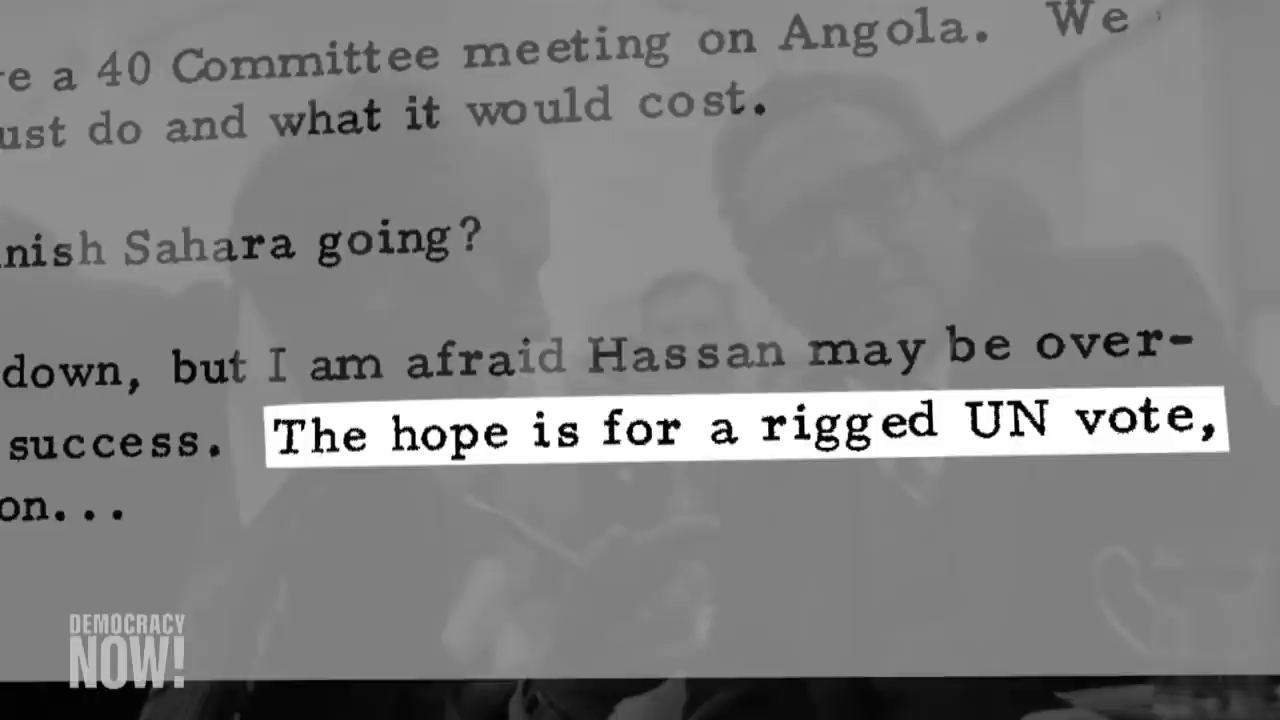 re a 40 Committee meeting on Angola. We
ust do and what it would cost.
nish Sahara going?
down, but I am afraid Hassan may be over-
success. The hope is for a rigged UN vote,
on...
DEMOCRACY
NOW!